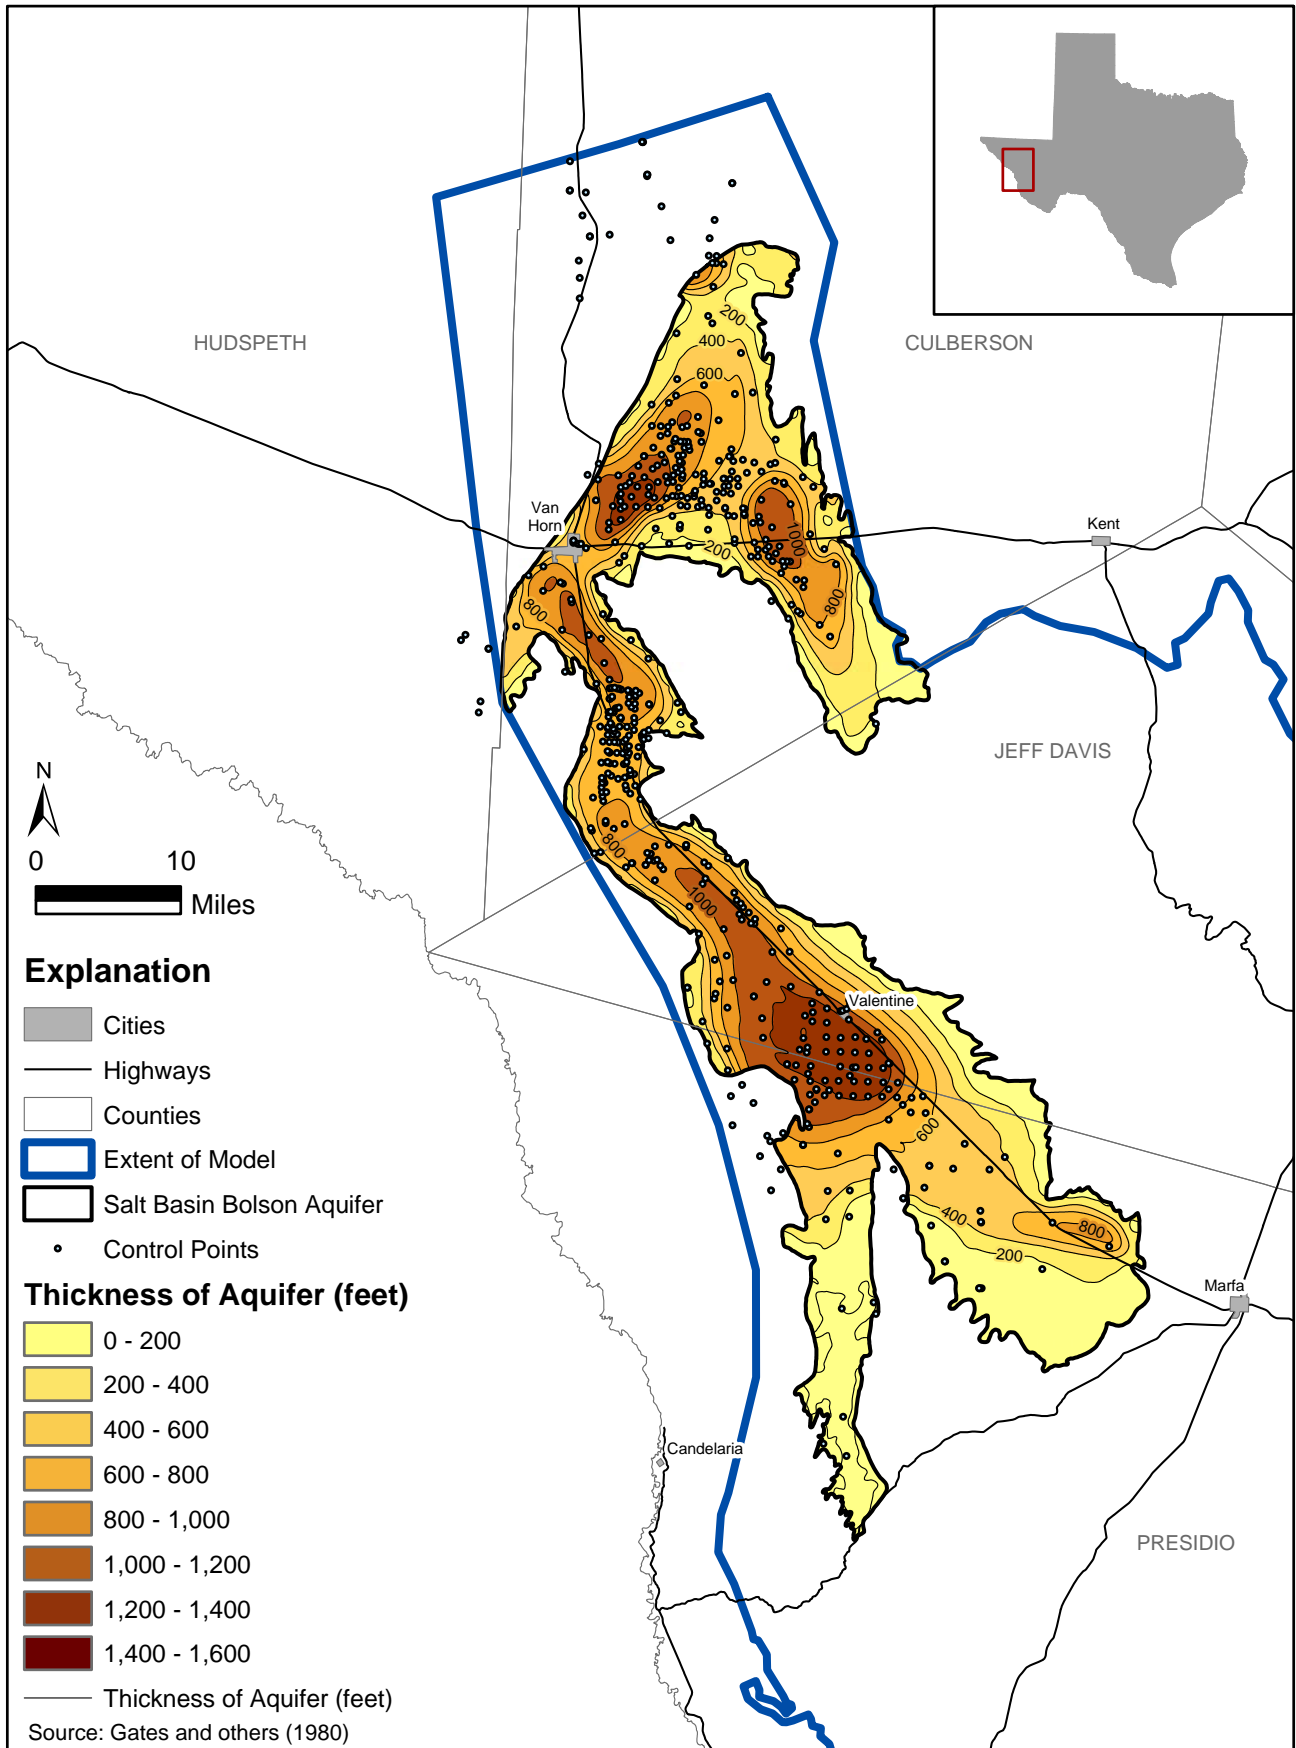 HUDSPETH
CULBERSON
200
400
600
Van
Horn
Kent
1000
200
800
800
JEFF DAVIS
N
0 10
Miles
800
1000
Valentine
Explanation
Cities
Highways
Counties
Extent of Model
Salt Basin Bolson Aquifer
Control Points
600
400
800
200
Marfa
Thickness of Aquifer (feet)
0 - 200
200 - 400
400 - 600
600 - 800
800 - 1,000
1,000 - 1,200
1,200 - 1,400
1,400 - 1,600
Thickness of Aquifer (feet)
Candelaria
PRESIDIO
Source: Gates and others (1980)